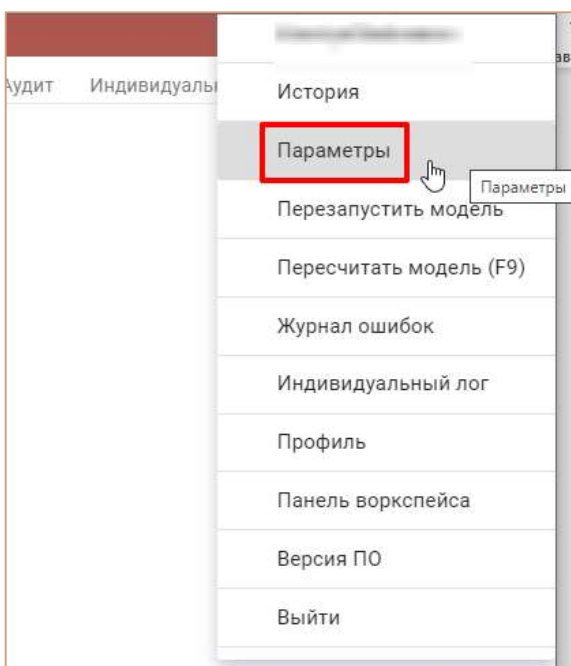 Аудит Индивидуальн
История
Параметры
Параметры
Перезапустить модель
Пересчитать модель (F9)
Журнал ошибок
Индивидуальный лог
Профиль
Панель воркспейса
Версия ПО
Выйти